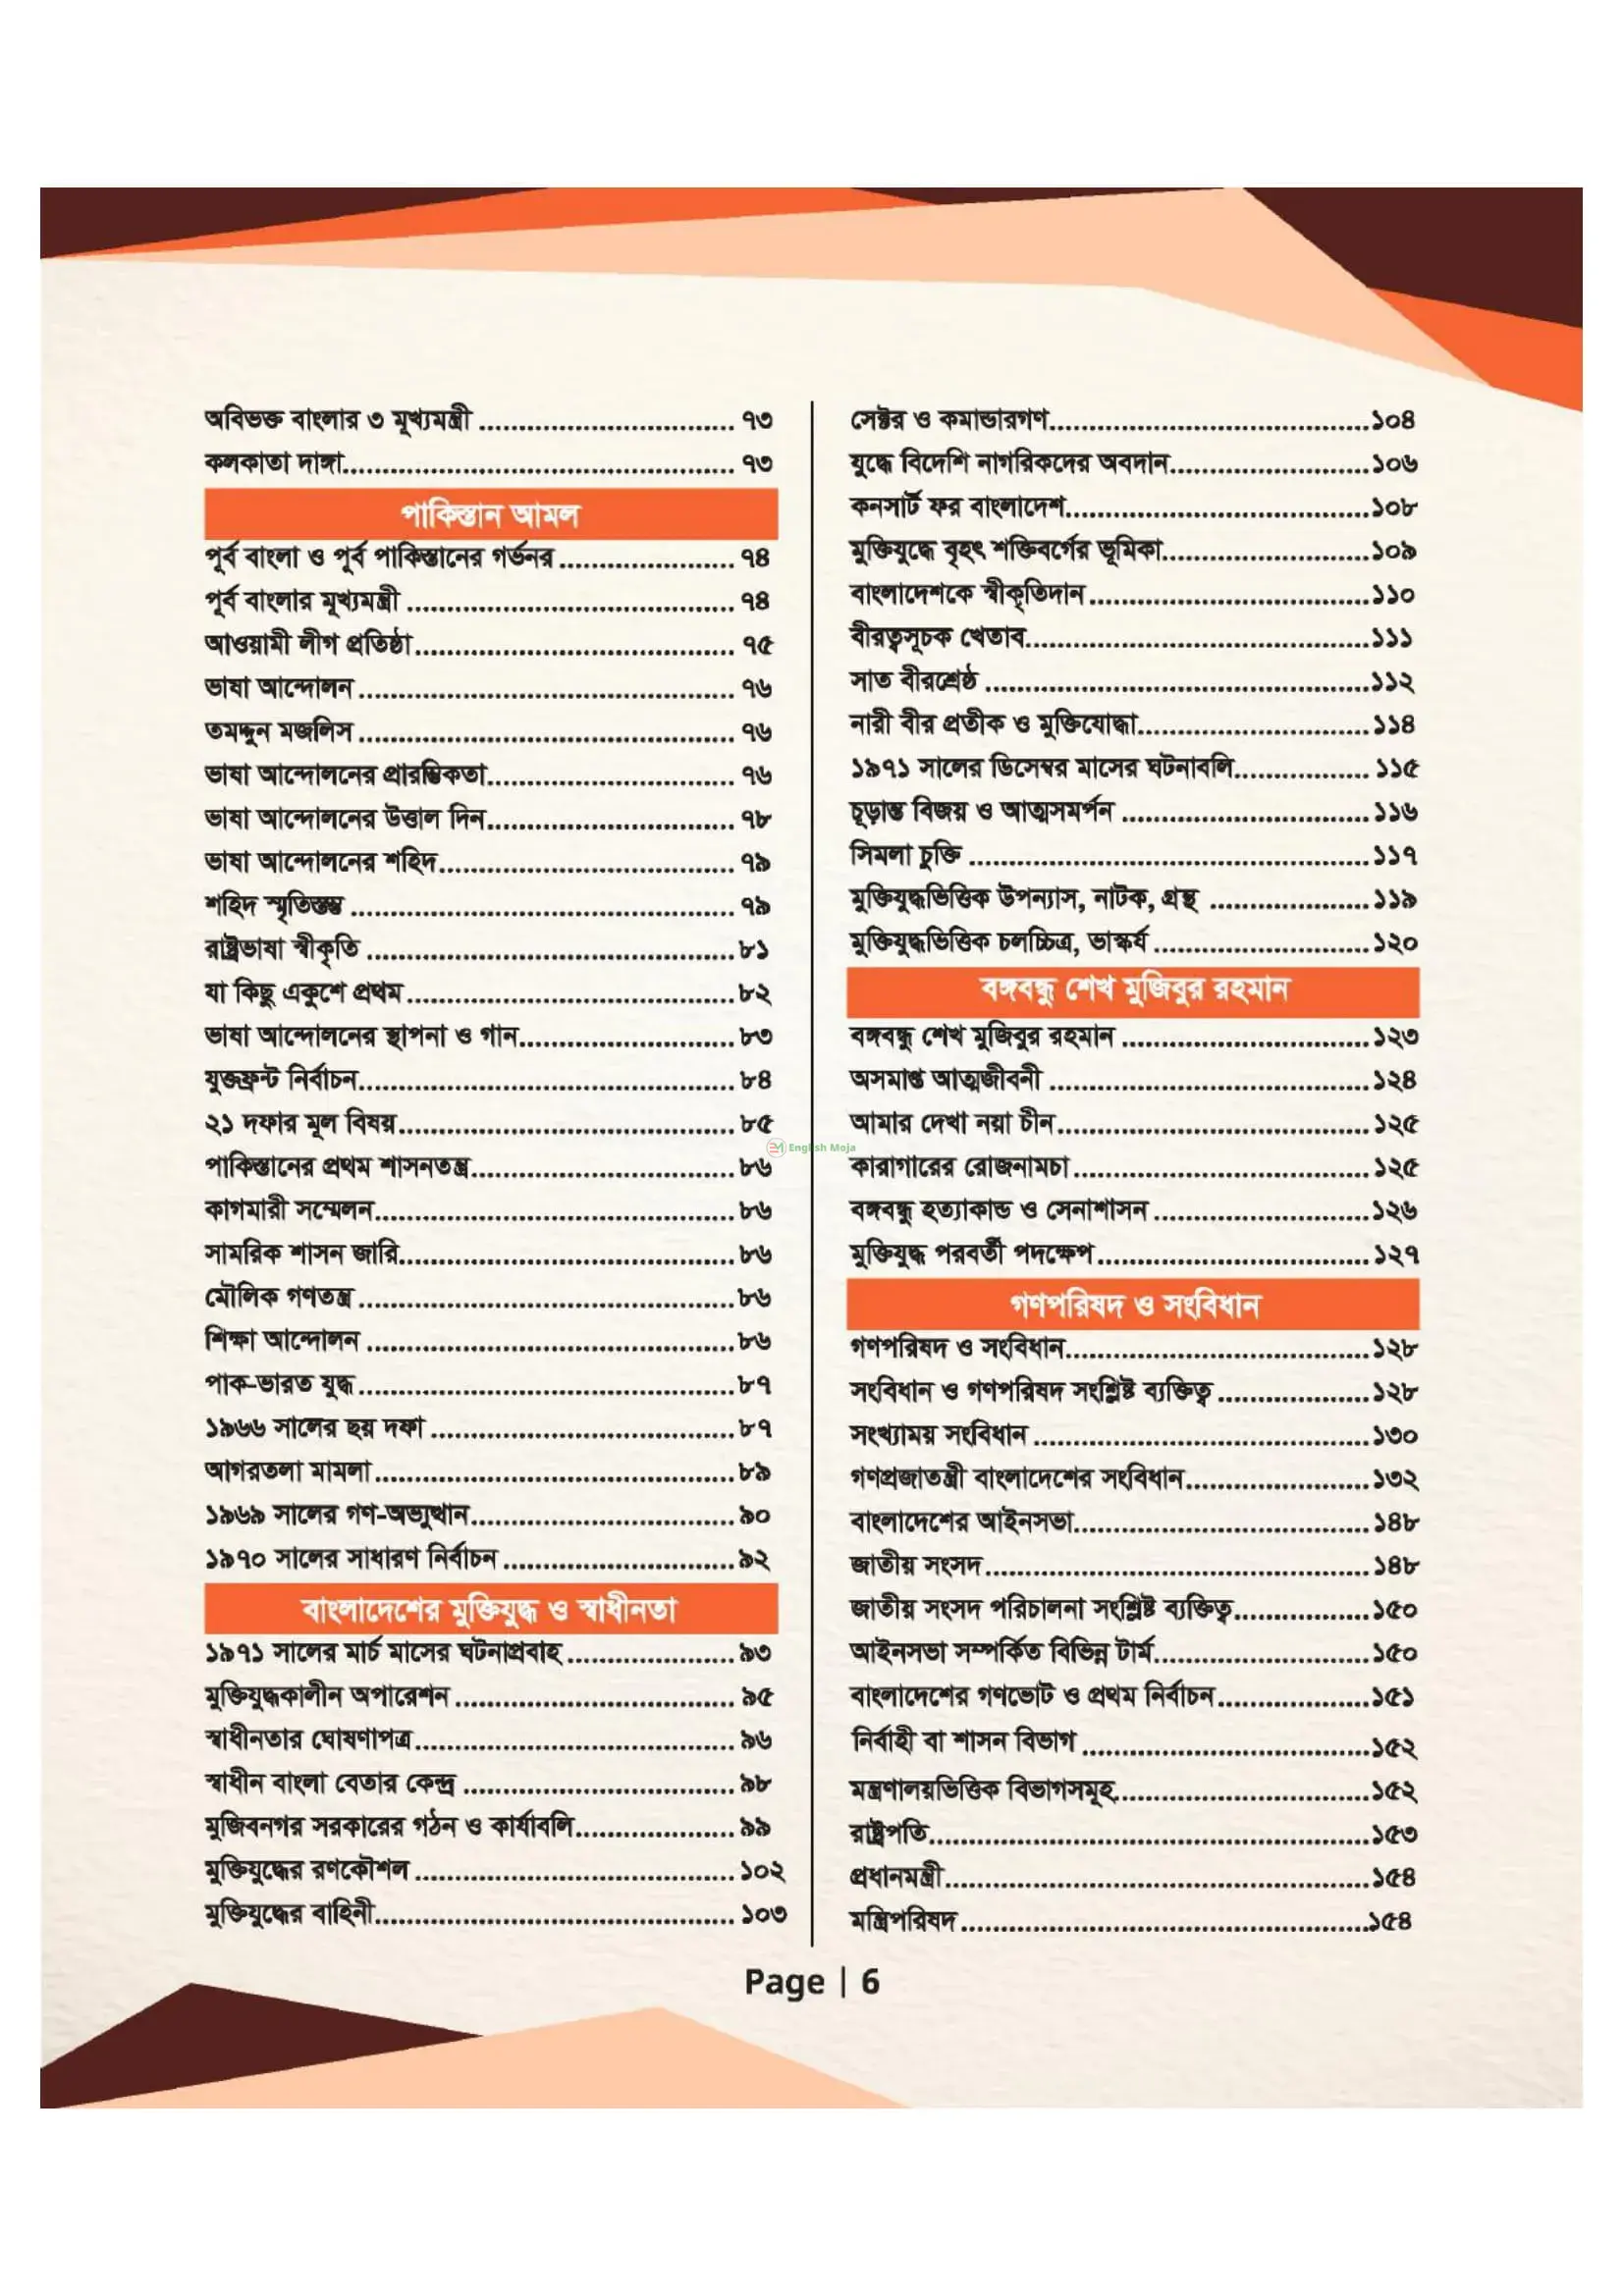 অবিভক্ত বাংলার ৩ মূখ্যমন্ত্রী ................................ ৭৩
কলকাতা দাঙ্গা................................................. ৭৩
পাকিস্তান আমল
পূর্ব বাংলা ও পূর্ব পাকিস্তানের গর্ভনর ...................... ৭৪
পূর্ব বাংলার মূখ্যমন্ত্রী ......................................... ৭৪
আওয়ামী লীগ প্রতিষ্ঠা........................................ ৭৫
ভাষা আন্দোলন ............................................... ৭৬
তমদ্দুন মজলিস ............................................... ৭৬
ভাষা আন্দোলনের প্রারম্ভিকতা............................... ৭৬
ভাষা আন্দোলনের উত্তাল দিন............................... ৭৮
ভাষা আন্দোলনের শহিদ..................................... ৭৯
শহিদ স্মৃতিস্তম্ভ ................................................ ৭৯
রাষ্ট্রভাষা স্বীকৃতি .............................................. ৮১
যা কিছু একুশে প্রথম......................................... ৮২
ভাষা আন্দোলনের স্থাপনা ও গান........................... ৮৩
যুক্তফ্রন্ট নির্বাচন............................................... ৮৪
২১ দফার মূল বিষয়.......................................... ৮৫
পাকিস্তানের প্রথম শাসনতন্ত্র................................. ৮৬
কাগমারী সম্মেলন............................................. ৮৬
সামরিক শাসন জারি.......................................... ৮৬
মৌলিক গণতন্ত্র ............................................... ৮৬
শিক্ষা আন্দোলন .............................................. ৮৬
পাক-ভারত যুদ্ধ ............................................... ৮৭
১৯৬৬ সালের ছয় দফা ...................................... ৮৭
আগরতলা মামলা ............................................. ৮৯
১৯৬৯ সালের গণ-অভ্যুত্থান................................. ৯০
১৯৭০ সালের সাধারণ নির্বাচন ............................. ৯২
বাংলাদেশের মুক্তিযুদ্ধ ও স্বাধীনতা
১৯৭১ সালের মার্চ মাসের ঘটনাপ্রবাহ ..................... ৯৩
মুক্তিযুদ্ধকালীন অপারেশন ................................... ৯৫
স্বাধীনতার ঘোষণাপত্র........................................ ৯৬
স্বাধীন বাংলা বেতার কেন্দ্র .................................. ৯৮
মুজিবনগর সরকারের গঠন ও কার্যাবলি.................... ৯৯
মুক্তিযুদ্ধের রণকৌশল ........................................ ১০২
মুক্তিযুদ্ধের বাহিনী............................................. ১০৩
সেক্টর ও কমান্ডারগণ........................................১০৪
যুদ্ধে বিদেশি নাগরিকদের অবদান.........................১০৬
কনসার্ট ফর বাংলাদেশ......................................১০৮
মুক্তিযুদ্ধে বৃহৎ শক্তিবর্গের ভূমিকা..........................১০৯
বাংলাদেশকে স্বীকৃতিদান ...................................১১০
বীরত্বসূচক খেতাব...........................................১১১
সাত বীরশ্রেষ্ঠ ................................................১১২
নারী বীর প্রতীক ও মুক্তিযোদ্ধা.............................১১৪
১৯৭১ সালের ডিসেম্বর মাসের ঘটনাবলি................. ১১৫
চূড়ান্ত বিজয় ও আত্মসমর্পন ...............................১১৬
সিমলা চুক্তি ..................................................১১৭
মুক্তিযুদ্ধভিত্তিক উপন্যাস, নাটক, গ্রন্থ ....................১১৯
মুক্তিযুদ্ধভিত্তিক চলচ্চিত্র, ভাস্কর্য ...........................১২০
বঙ্গবন্ধু শেখ মুজিবুর রহমান
বঙ্গবন্ধু শেখ মুজিবুর রহমান ...............................১২৩
অসমাপ্ত আত্মজীবনী ........................................১২৪
আমার দেখা নয়া চীন.......................................১২৫
কারাগারের রোজনামচা .....................................১২৫
বঙ্গবন্ধু হত্যাকান্ড ও সেনাশাসন ...........................১২৬
মুক্তিযুদ্ধ পরবর্তী পদক্ষেপ..................................১২৭
গণপরিষদ ও সংবিধান
গণপরিষদ ও সংবিধান......................................১২৮
সংবিধান ও গণপরিষদ সংশ্লিষ্ট ব্যক্তিত্ব ...................১২৮
সংখ্যাময় সংবিধান ..........................................১৩০
গণপ্রজাতন্ত্রী বাংলাদেশের সংবিধান.......................১৩২
বাংলাদেশের আইনসভা.....................................১৪৮
জাতীয় সংসদ ................................................১৪৮
জাতীয় সংসদ পরিচালনা সংশ্লিষ্ট ব্যক্তিত্ব.................১৫০
আইনসভা সম্পর্কিত বিভিন্ন টার্ম...........................১৫০
বাংলাদেশের গণভোট ও প্রথম নির্বাচন...................১৫১
নির্বাহী বা শাসন বিভাগ ....................................১৫২
মন্ত্রণালয়ভিত্তিক বিভাগসমূহ................................১৫২
রাষ্ট্রপতি.......................................................১৫৩
প্রধানমন্ত্রী.....................................................১৫৪
মন্ত্রিপরিষদ ...................................................১৫৪
English Moja
Page | 6